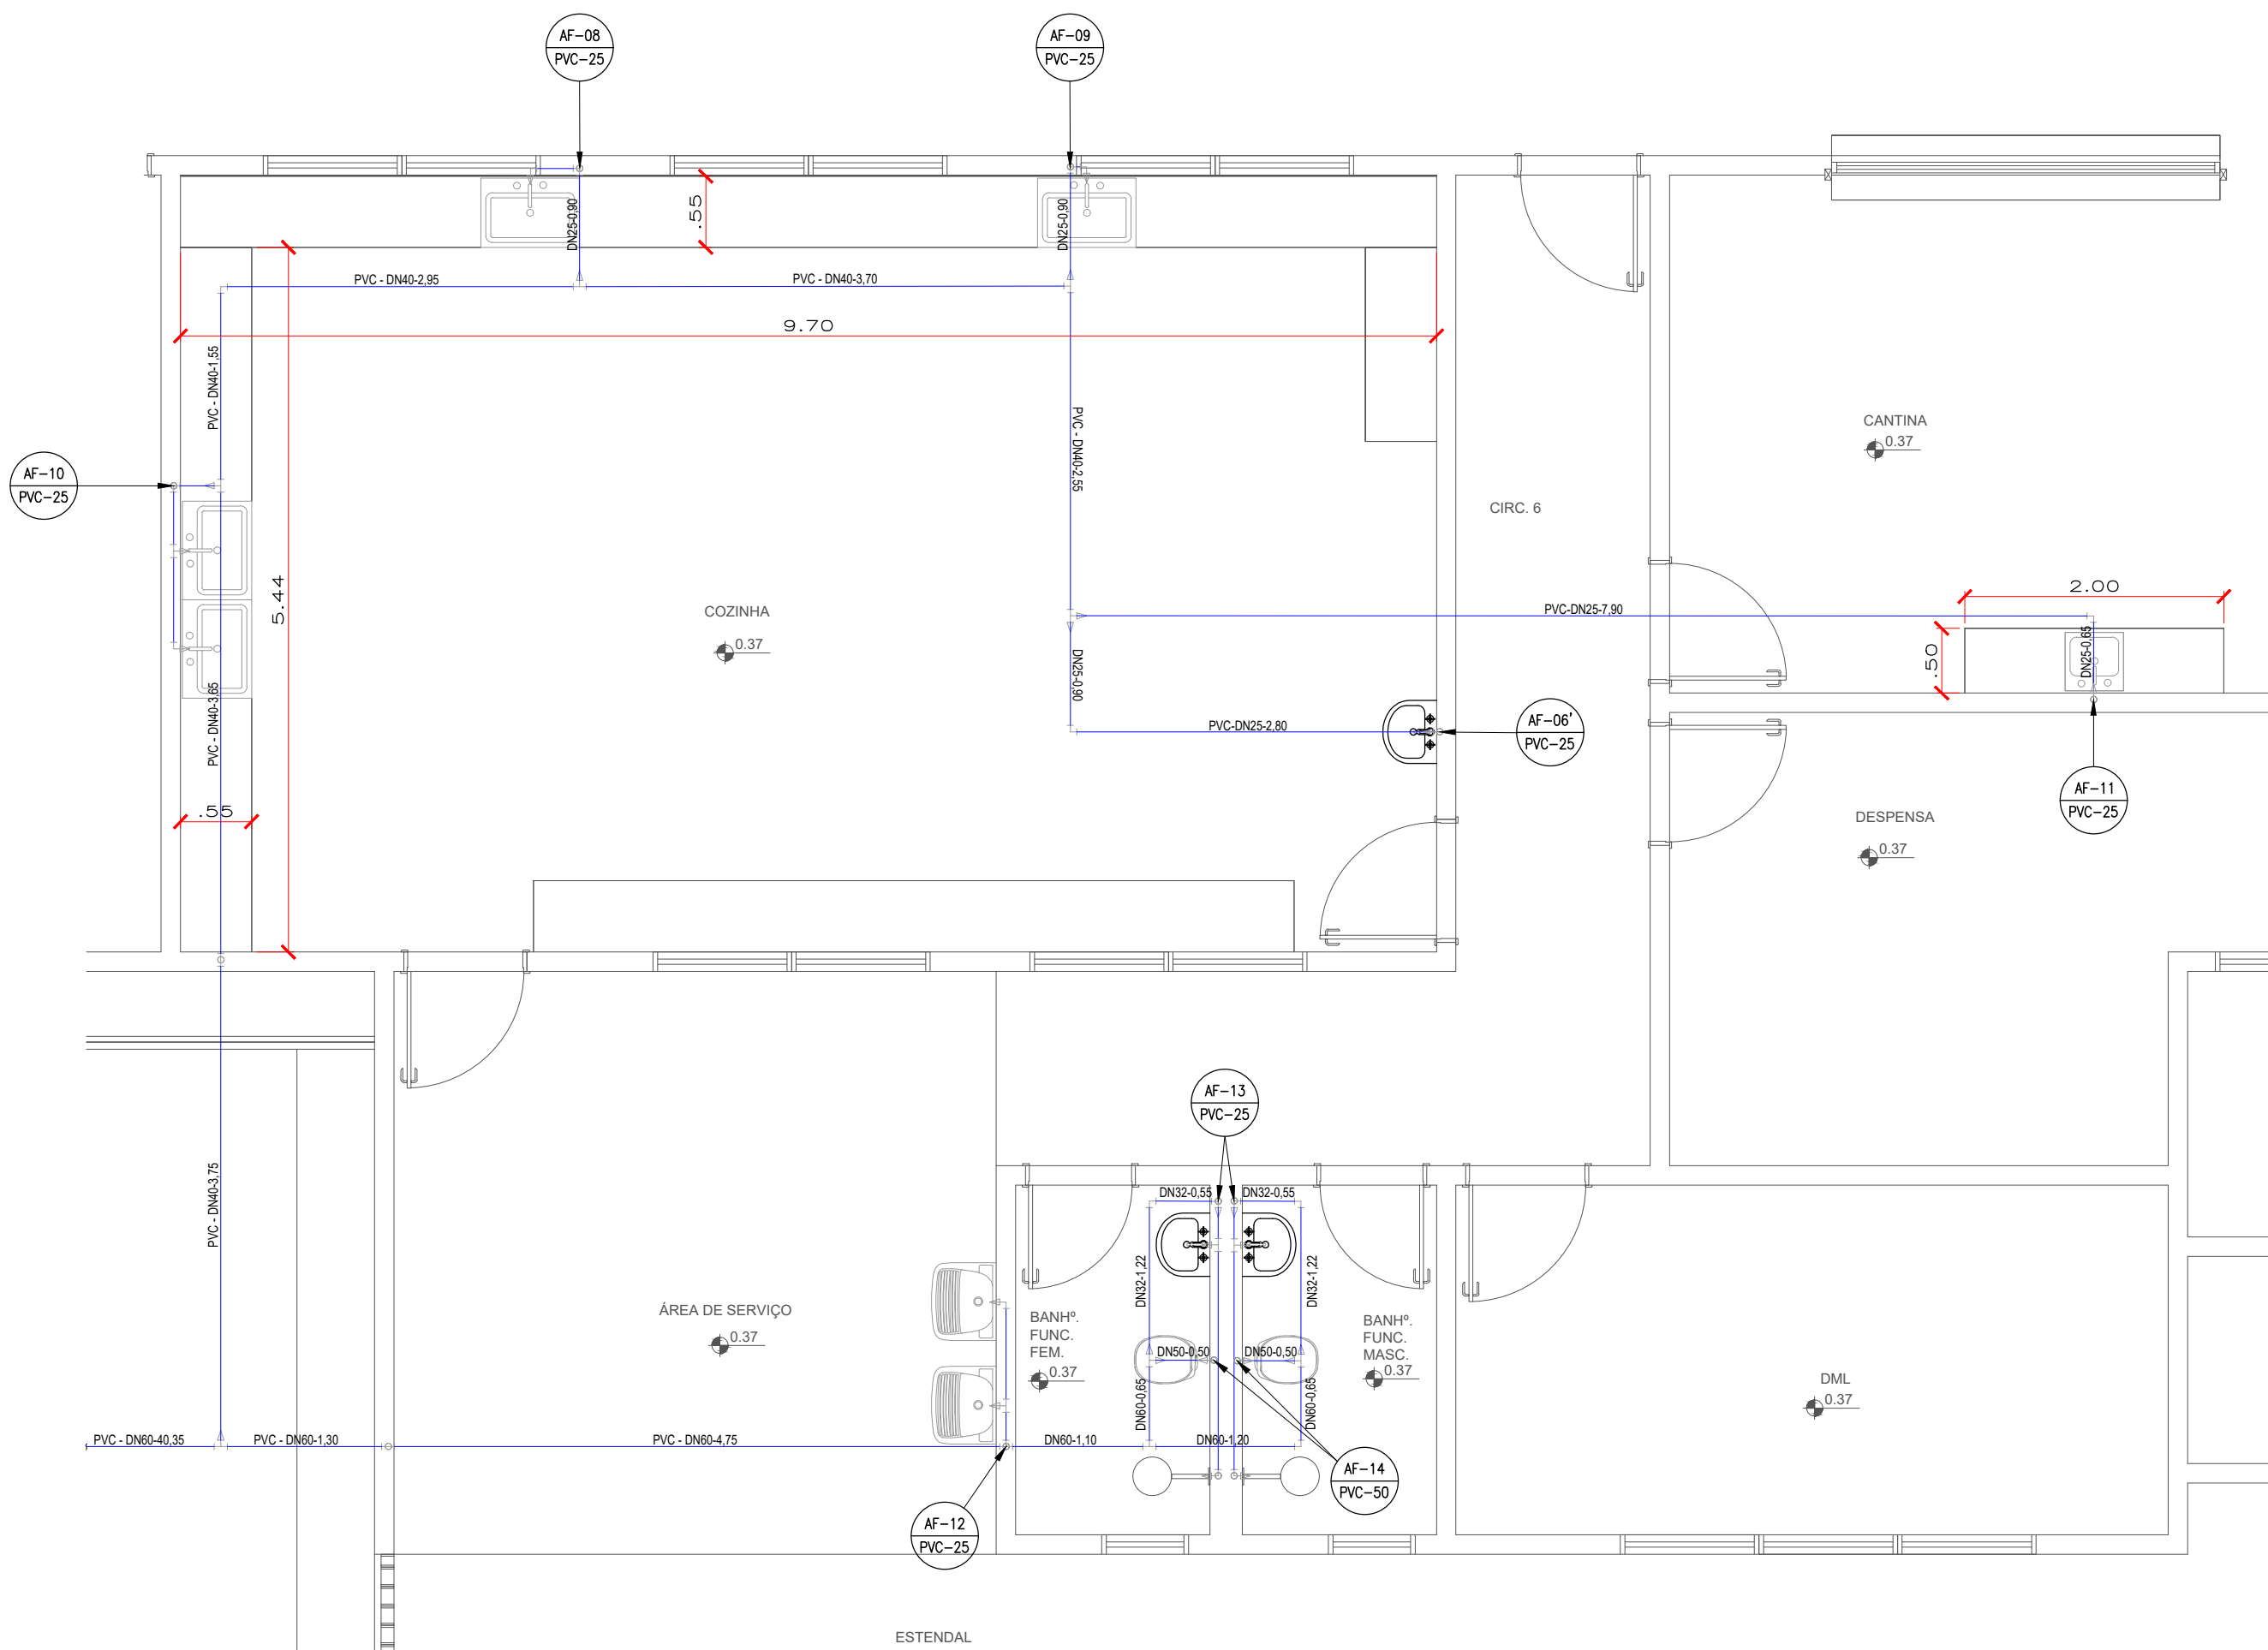 AF-08
PVC-25
AF-09
PVC-25
DN25-0,90
.55
DN25-0,90
PVC - DN40-2,95
PVC - DN40-3,70
9.70
PVC - DN40-1,55
PVC - DN40-2,55
CANTINA
0.37
AF-10
PVC-25
CIRC. 6
5.44
COZINHA
0.37
PVC-DN25-7,90
2.00
.50
DN25-0,65
DN25-0,90
PVC - DN40-3,65
PVC-DN25-2,80
AF-06'
PVC-25
AF-11
PVC-25
.55
DESPENSA
0.37
AF-13
PVC-25
PVC - DN40-3,75
DN32-0,55
DN32-0,55
DN32-1,22
DN32-1,22
ÁREA DE SERVIÇO
0.37
BANHº.
FUNC.
FEM.
0.37
BANHº.
FUNC.
MASC.
0.37
DN50-0,50
DN50-0,50
DN60-0,65
DN60-0,65
DML
0.37
PVC - DN60-40,35
PVC - DN60-1,30
PVC - DN60-4,75
DN60-1,10
DN60-1,20
AF-14
PVC-50
AF-12
PVC-25
ESTENDAL